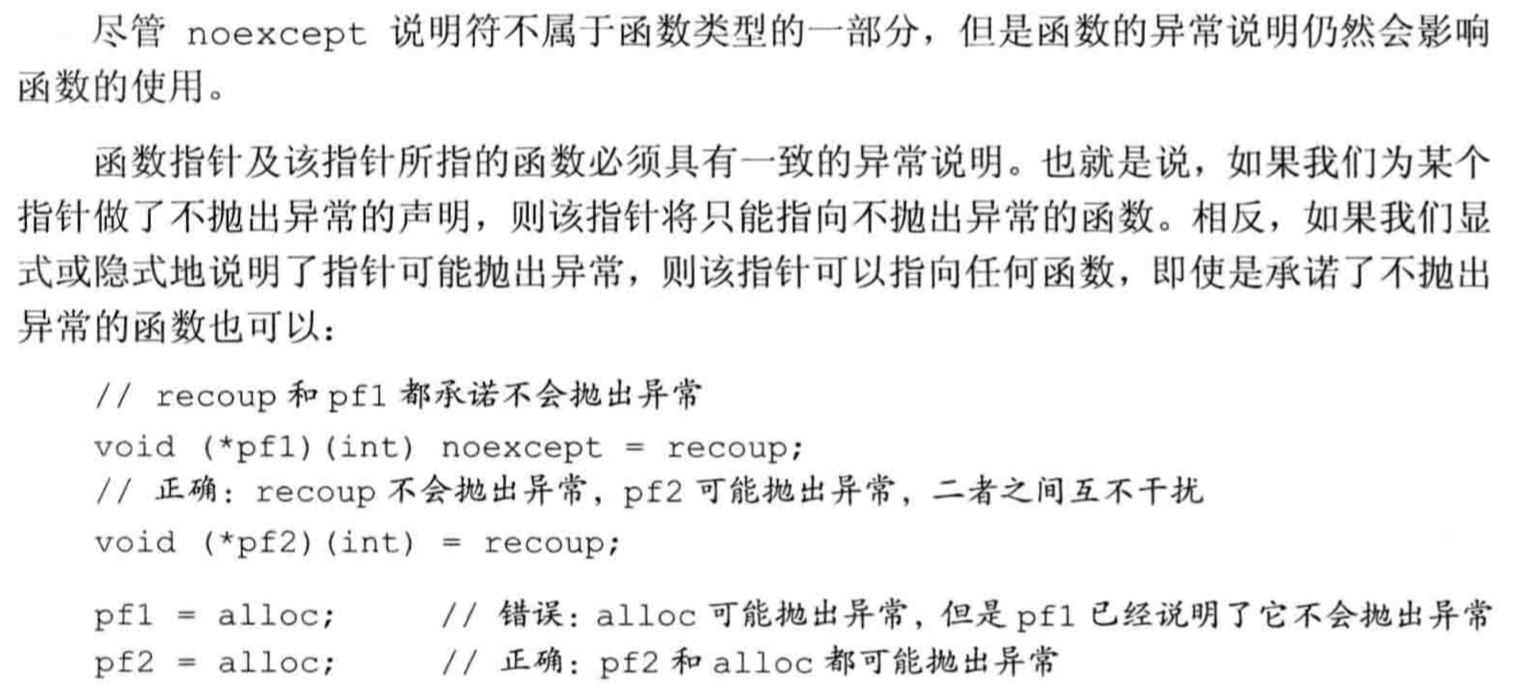 尽管 noexcept 说明符不属于函数类型的一部分，但是函数的异常说明仍然会影响
函数的使用。
函数指针及该指针所指的函数必须具有一致的异常说明。也就是说，如果我们为某个
指针做了不抛出异常的声明，则该指针将只能指向不抛出异常的函数。相反，如果我们显
式或隐式地说明了指针可能抛出异常，则该指针可以指向任何函数，即使是承诺了不抛出
异常的函数也可以：
// recoup 和 pf1 都承诺不会抛出异常
void (*pf1)(int) noexcept = recoup;
// 正确：recoup 不会抛出异常，pf2 可能抛出异常，二者之间互不干扰
void (*pf2)(int) = recoup;
pf1 = alloc; // 错误：alloc 可能抛出异常，但是 pf1 已经说明了它不会抛出异常
pf2 = alloc; // 正确：pf2 和 alloc 都可能抛出异常